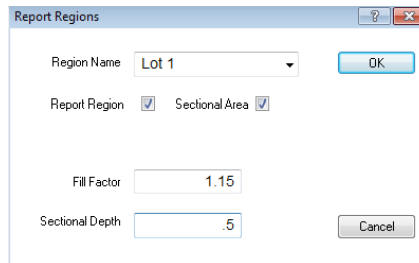 Report Regions
Region Name Lot 1 OK
Report Region Sectional Area
Fill Factor 1.15
Sectional Depth .5 Cancel